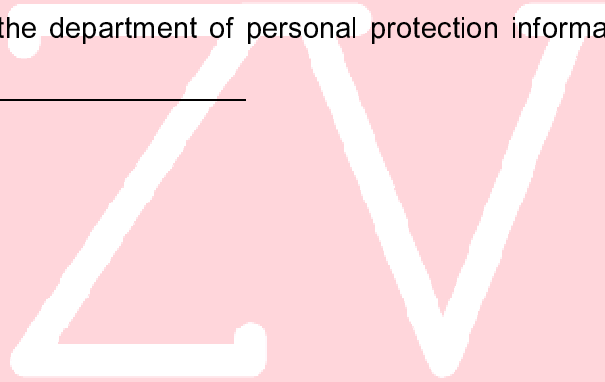 the department of personal protection informa
ZV